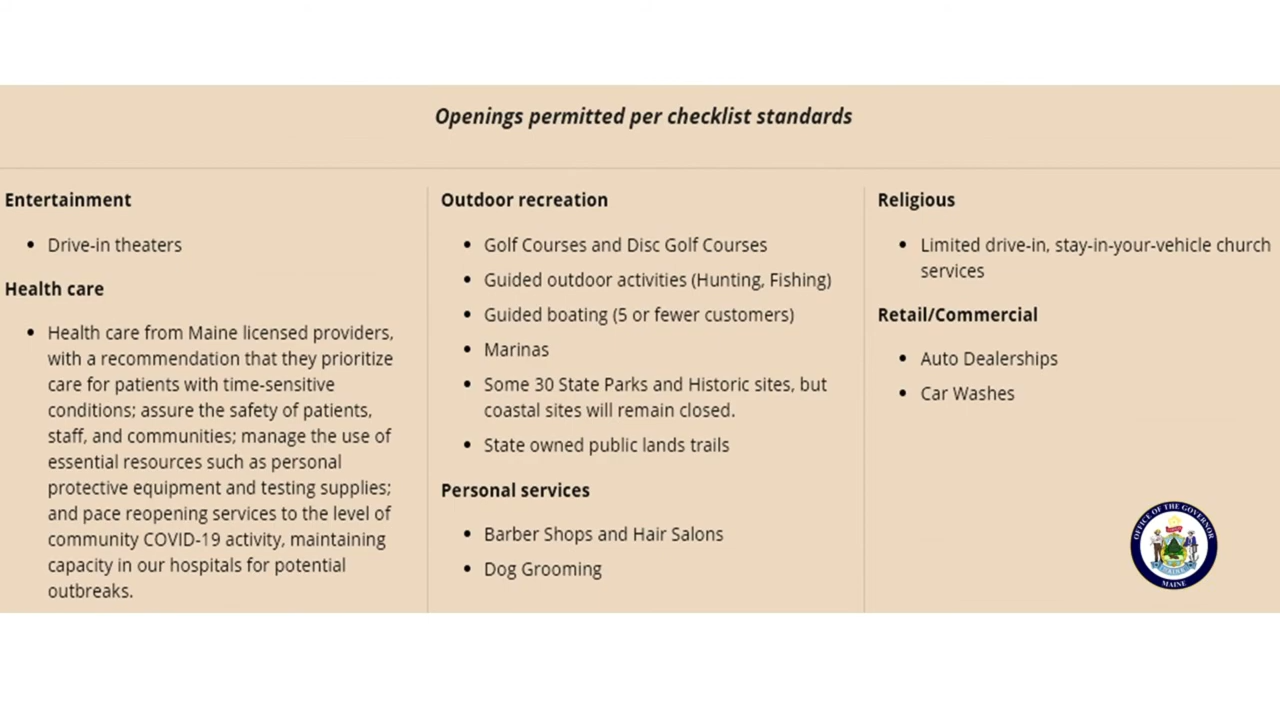 Openings permitted per checklist standards
Entertainment
Drive-in theaters
Health care
Health care from Maine licensed providers,
with a recommendation that they prioritize
care for patients with time-sensitive
conditions; assure the safety of patients,
staff, and communities; manage the use of
essential resources such as personal
protective equipment and testing supplies;
and pace reopening services to the level of
community COVID-19 activity, maintaining
capacity in our hospitals for potential
outbreaks.
Outdoor recreation
Golf Courses and Disc Golf Courses
Guided outdoor activities (Hunting, Fishing)
Guided boating (5 or fewer customers)
Marinas
Some 30 State Parks and Historic sites, but
coastal sites will remain closed.
State owned public lands trails
Personal services
Barber Shops and Hair Salons
Dog Grooming
Religious
Limited drive-in, stay-in-your-vehicle church
services
Retail/Commercial
Auto Dealerships
Car Washes
OFFICE OF THE GOVERNOR
MAINE